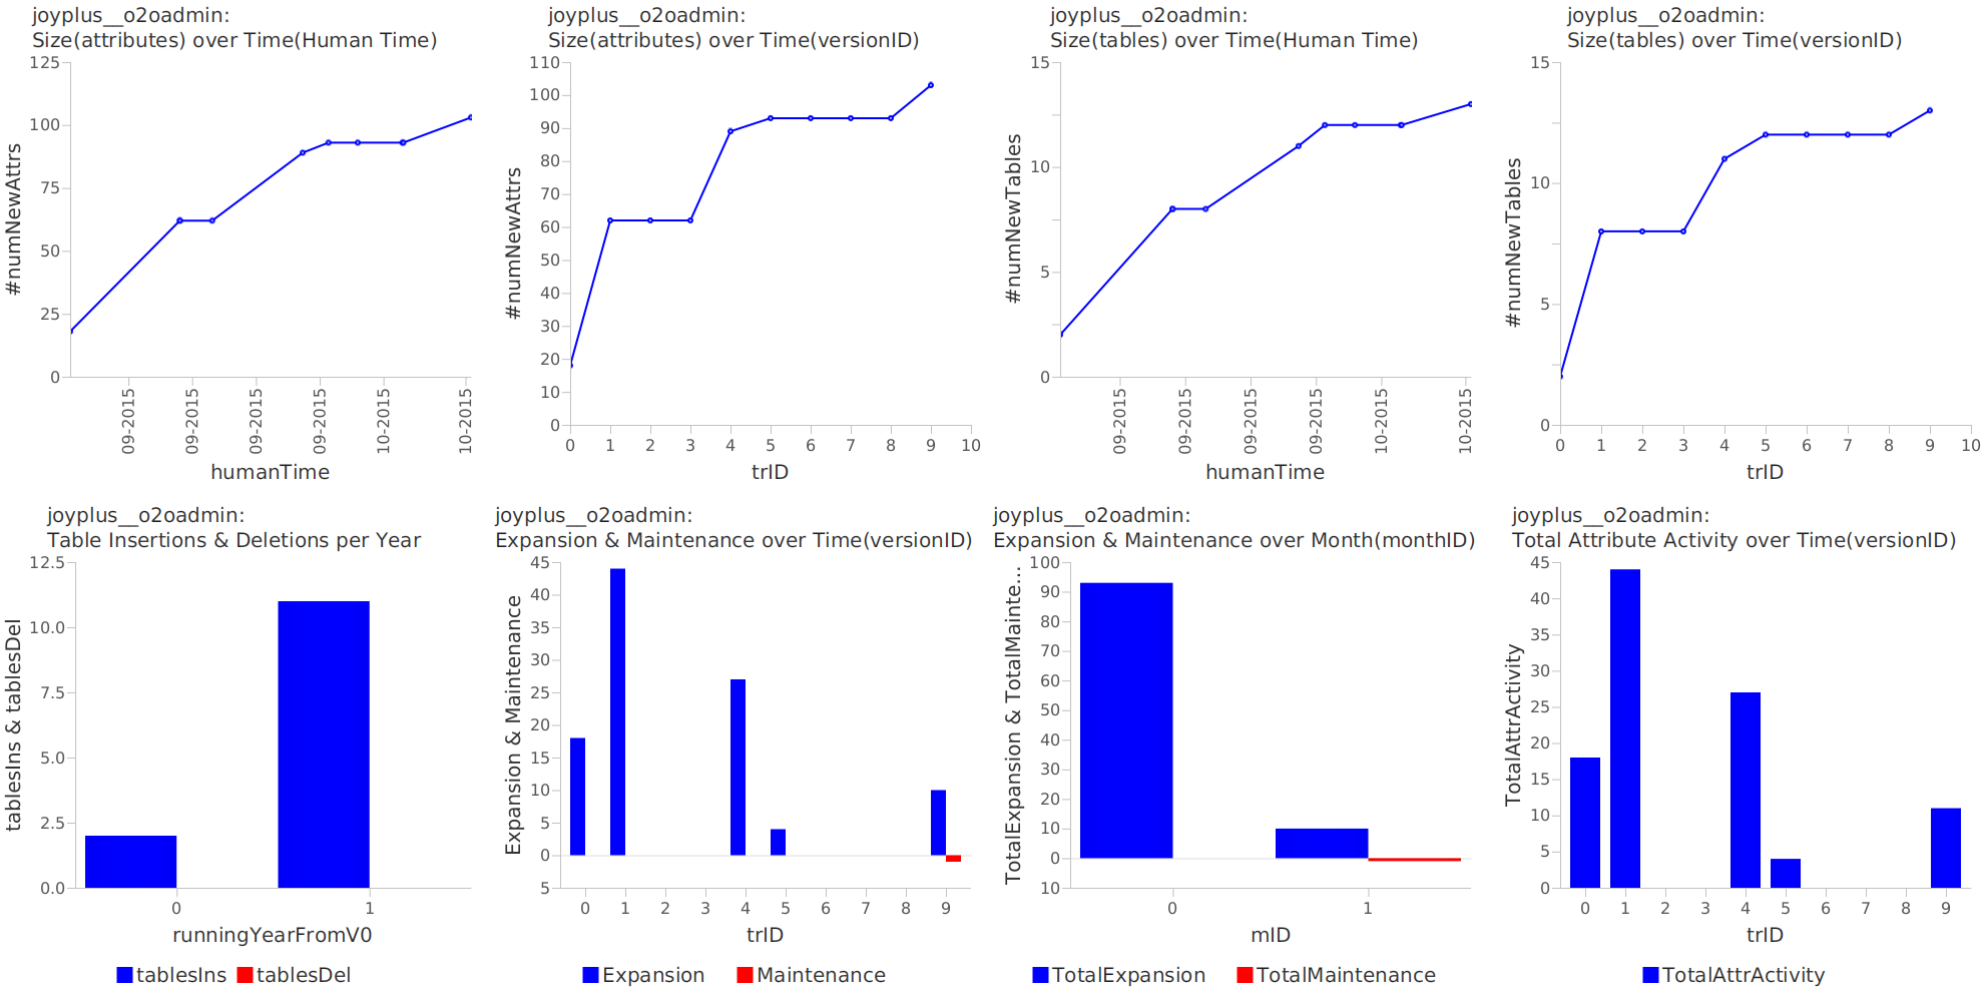 joyplus__o2oadmin:
Size(attributes) over Time(Human Time)
125
100
75
50
25
0
#numNewAttrs
09-2015
09-2015
09-2015
09-2015
10-2015
10-2015
humanTime
joyplus__o2oadmin:
Size(attributes) over Time(versionID)
110
100
90
80
70
60
50
40
30
20
10
0
#numNewAttrs
0 1 2 3 4 5 6 7 8 9 10
trID
joyplus__o2oadmin:
Size(tables) over Time(Human Time)
15
10
5
0
#numNewTables
09-2015
09-2015
09-2015
09-2015
10-2015
10-2015
humanTime
joyplus__o2oadmin:
Size(tables) over Time(versionID)
15
10
5
0
#numNewTables
0 1 2 3 4 5 6 7 8 9 10
trID
joyplus__o2oadmin:
Table Insertions & Deletions per Year
12.5
10.0
7.5
5.0
2.5
0.0
tablesIns & tablesDel
0 1
runningYearFromV0
tablesIns tablesDel
joyplus__o2oadmin:
Expansion & Maintenance over Time(versionID)
45
40
35
30
25
20
15
10
5
0
5
Expansion & Maintenance
0 1 2 3 4 5 6 7 8 9
trID
Expansion Maintenance
joyplus__o2oadmin:
Expansion & Maintenance over Month(monthID)
100
90
80
70
60
50
40
30
20
10
0
10
TotalExpansion & TotalMainte...
0 1
mID
TotalExpansion TotalMaintenance
joyplus__o2oadmin:
Total Attribute Activity over Time(versionID)
45
40
35
30
25
20
15
10
5
0
TotalAttrActivity
0 1 2 3 4 5 6 7 8 9
trID
TotalAttrActivity